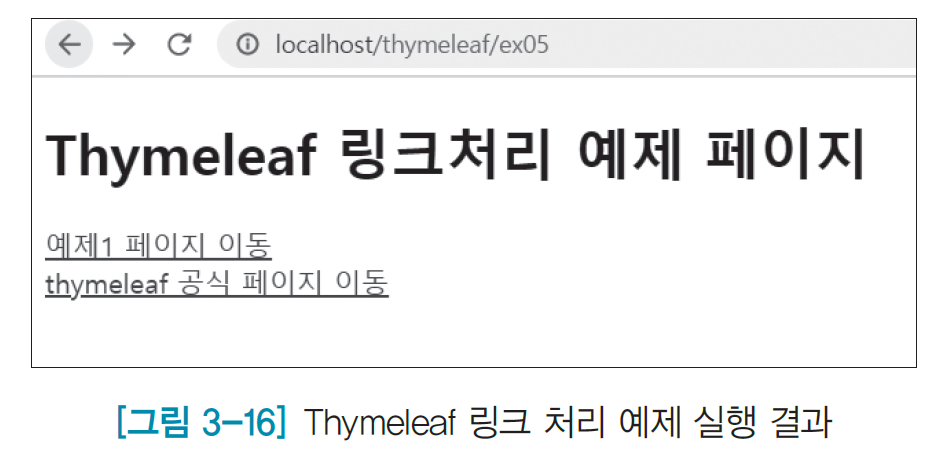 localhost/thymeleaf/ex05
Thymeleaf 링크처리 예제 페이지
예제1 페이지 이동
thymeleaf 공식 페이지 이동
[그림 3-16] Thymeleaf 링크 처리 예제 실행 결과